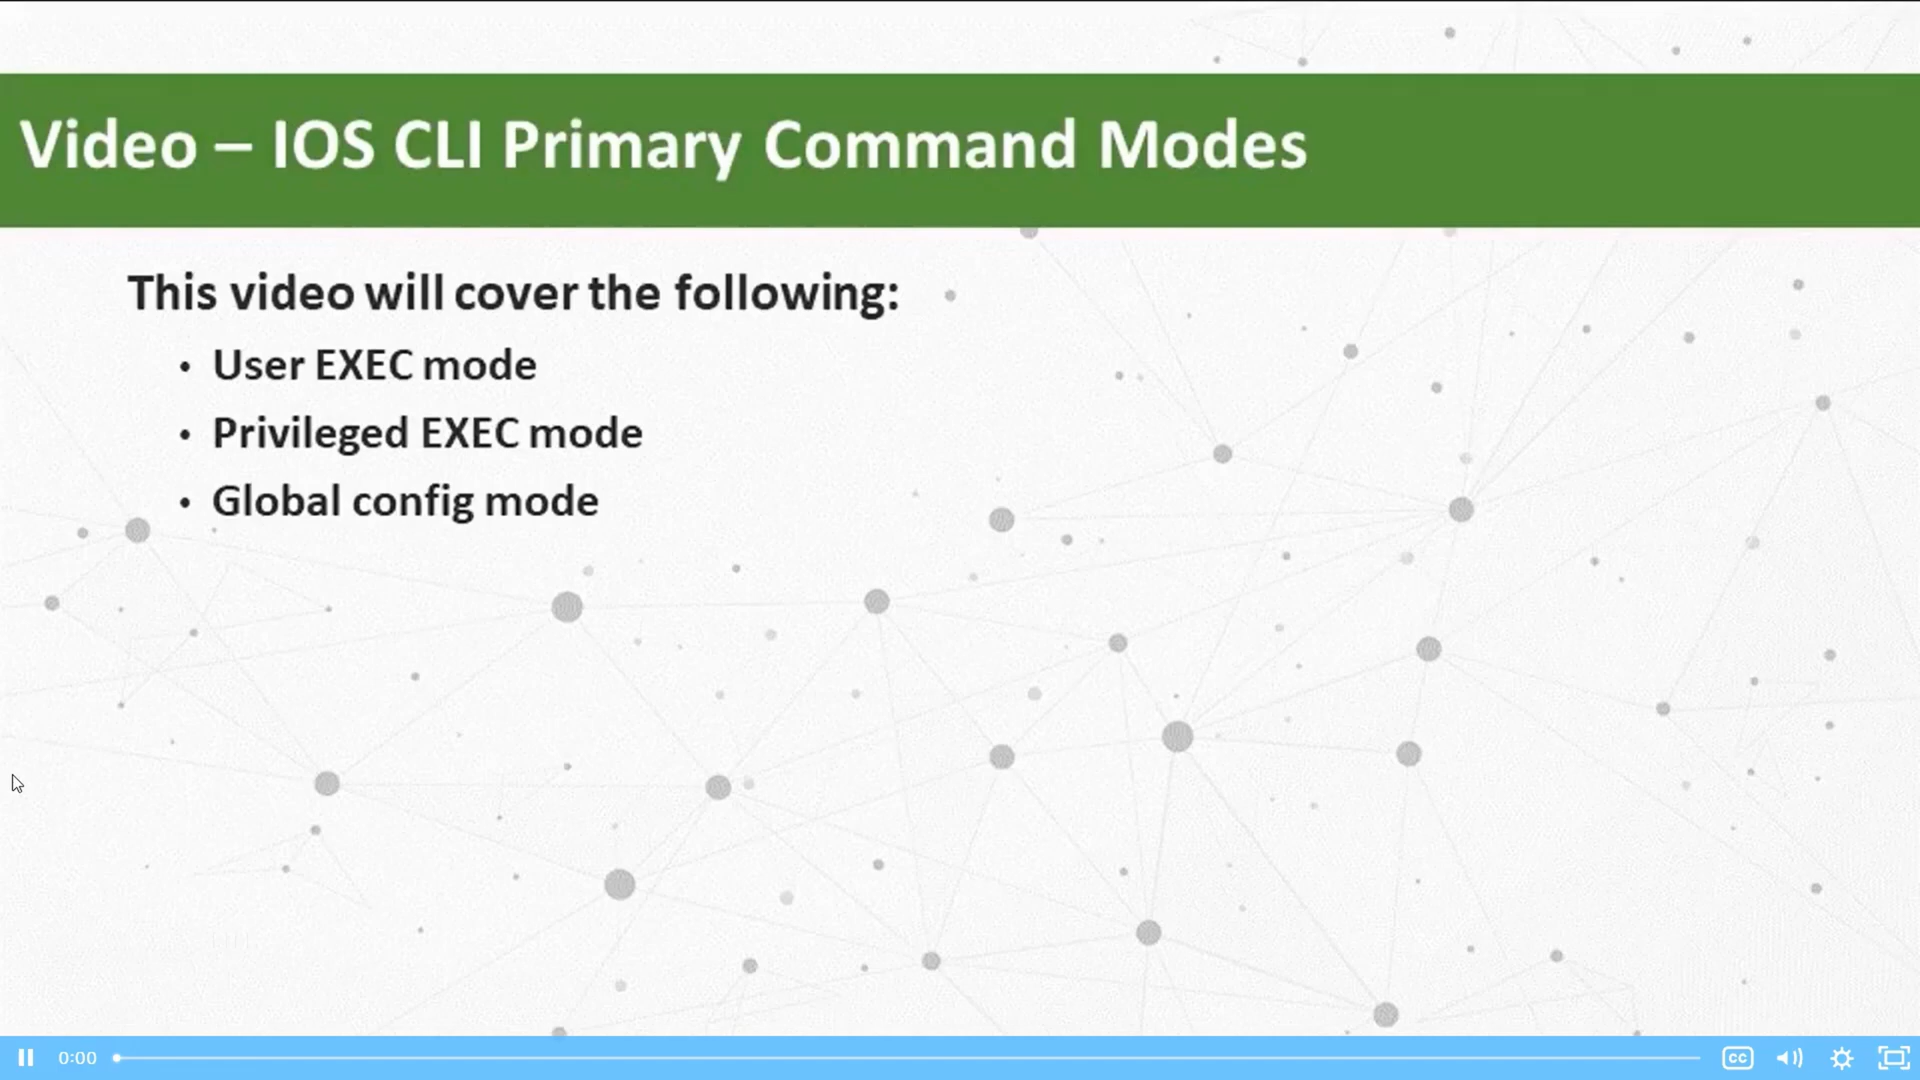 Video – IOS CLI Primary Command Modes
This video will cover the following:
• User EXEC mode
• Privileged EXEC mode
• Global config mode
0:00
CC